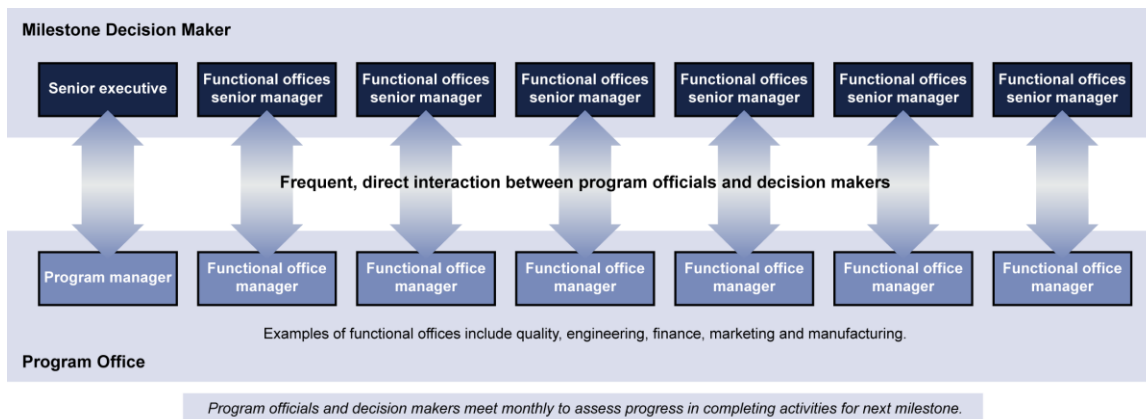 Milestone Decision Maker
Senior executive
Functional offices
senior manager
Functional offices
senior manager
Functional offices
senior manager
Functional offices
senior manager
Functional offices
senior manager
Functional offices
senior manager
Frequent, direct interaction between program officials and decision makers
Program manager
Functional office
manager
Functional office
manager
Functional office
manager
Functional office
manager
Functional office
manager
Functional office
manager
Examples of functional offices include quality, engineering, finance, marketing and manufacturing.
Program Office
Program officials and decision makers meet monthly to assess progress in completing activities for next milestone.